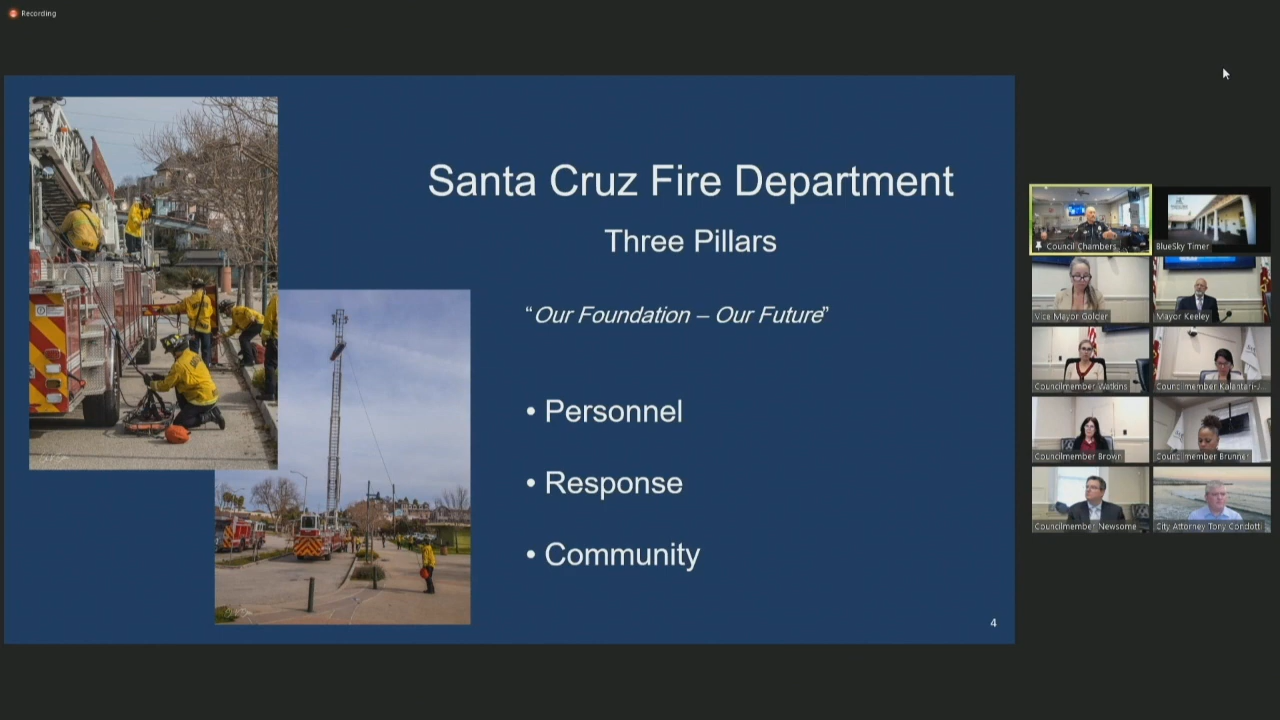 Recording
Santa Cruz Fire Department
Three Pillars
“Our Foundation – Our Future”
• Personnel
• Response
• Community
4
Council Chambers
BlueSky Timer
Vice Mayor Golder
Mayor Keeley
Councilmember Watkins
Councilmember Kalantari-J...
Councilmember Brown
Councilmember Brunner
Councilmember Newsome
City Attorney Tony Condotti